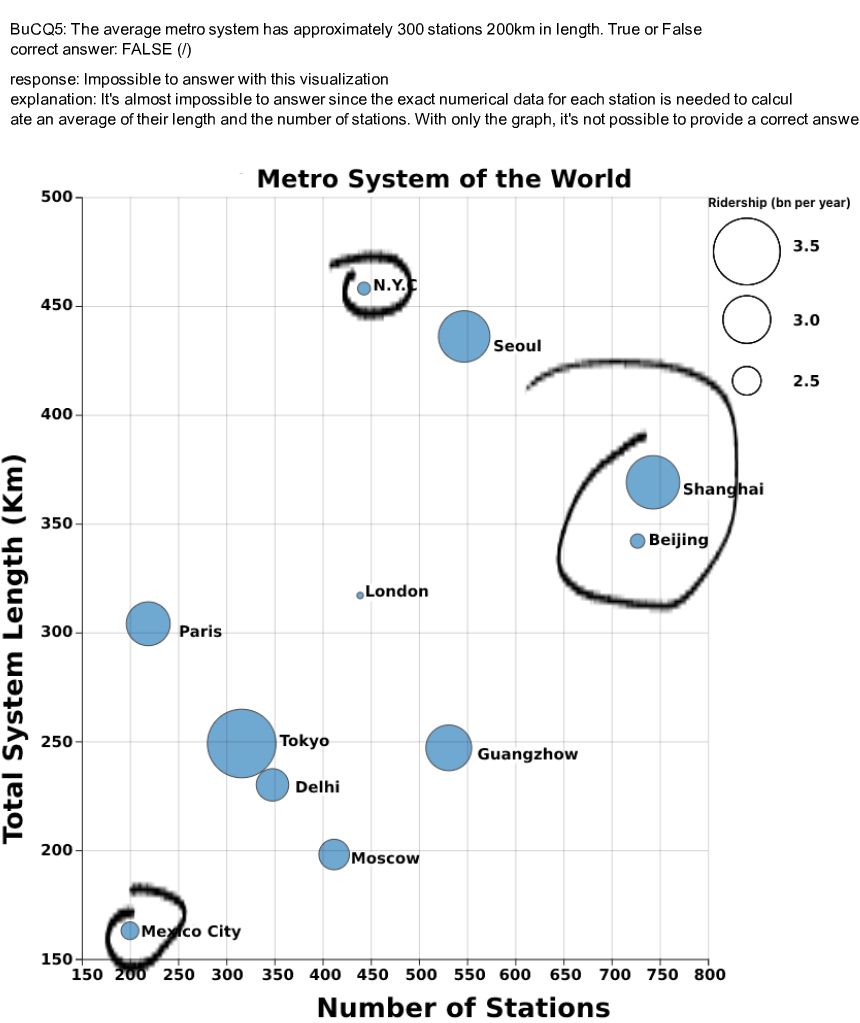 BuCQ5: The average metro system has approximately 300 stations 200km in length. True or False
correct answer: FALSE (/)
response: Impossible to answer with this visualization
explanation: It's almost impossible to answer since the exact numerical data for each station is needed to calcul
ate an average of their length and the number of stations. With only the graph, it's not possible to provide a correct answe
Metro System of the World
Ridership (bn per year)
3.5
3.0
2.5
Total System Length (Km)
500
450
400
350
300
250
200
150
N.Y.C
Seoul
Shanghai
Beijing
London
Paris
Tokyo
Guangzhow
Delhi
Moscow
Mexico City
150 200 250 300 350 400 450 500 550 600 650 700 750 800
Number of Stations